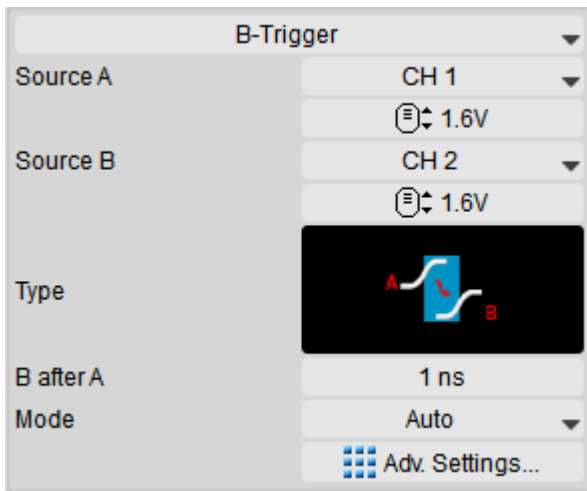 B-Trigger
Source A CH 1
1.6V
Source B CH 2
1.6V
A
Type
B
B after A 1 ns
Mode Auto
Adv. Settings...